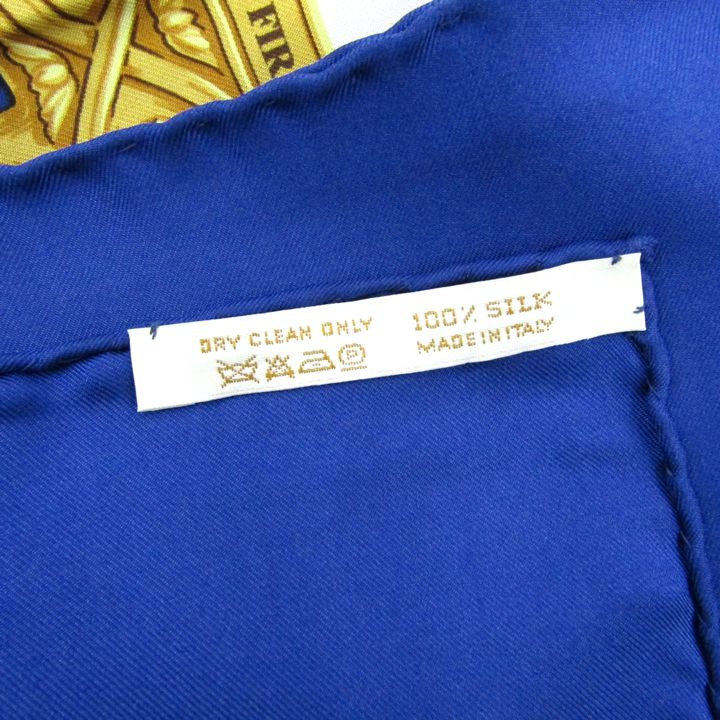 FIR
DRY CLEAN ONLY
100% SILK
MADE IN ITALY